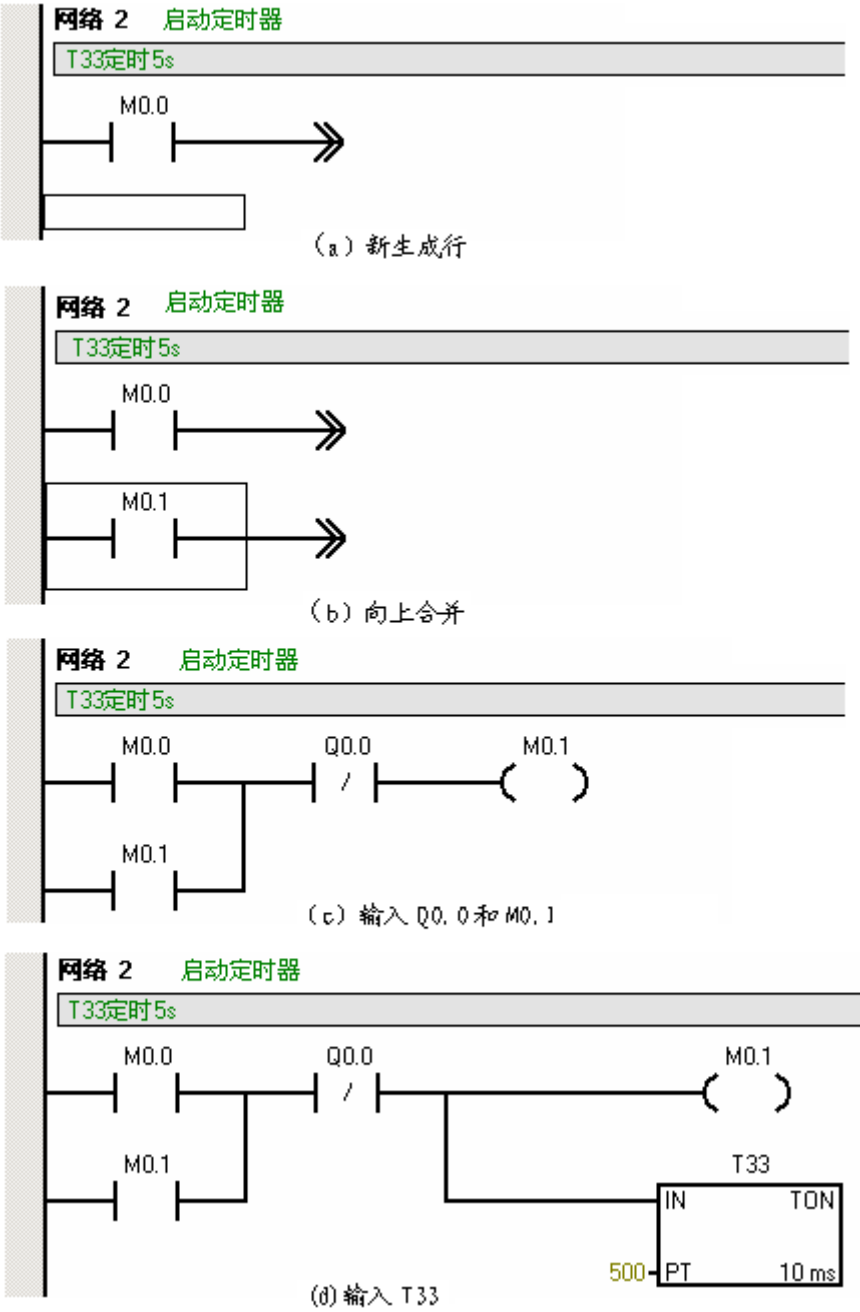 网络 2 启动定时器
T33定时5s
M0.0
(a) 新生成行
网络 2 启动定时器
T33定时5s
M0.0
M0.1
(b) 向上合并
网络 2 启动定时器
T33定时5s
M0.0 Q0.0 M0.1
/
M0.1
(c) 输入 Q0.0和 M0.1
网络 2 启动定时器
T33定时5s
M0.0 Q0.0 M0.1
/
M0.1 T33
IN TON
500 PT 10 ms
(d) 输入 T33